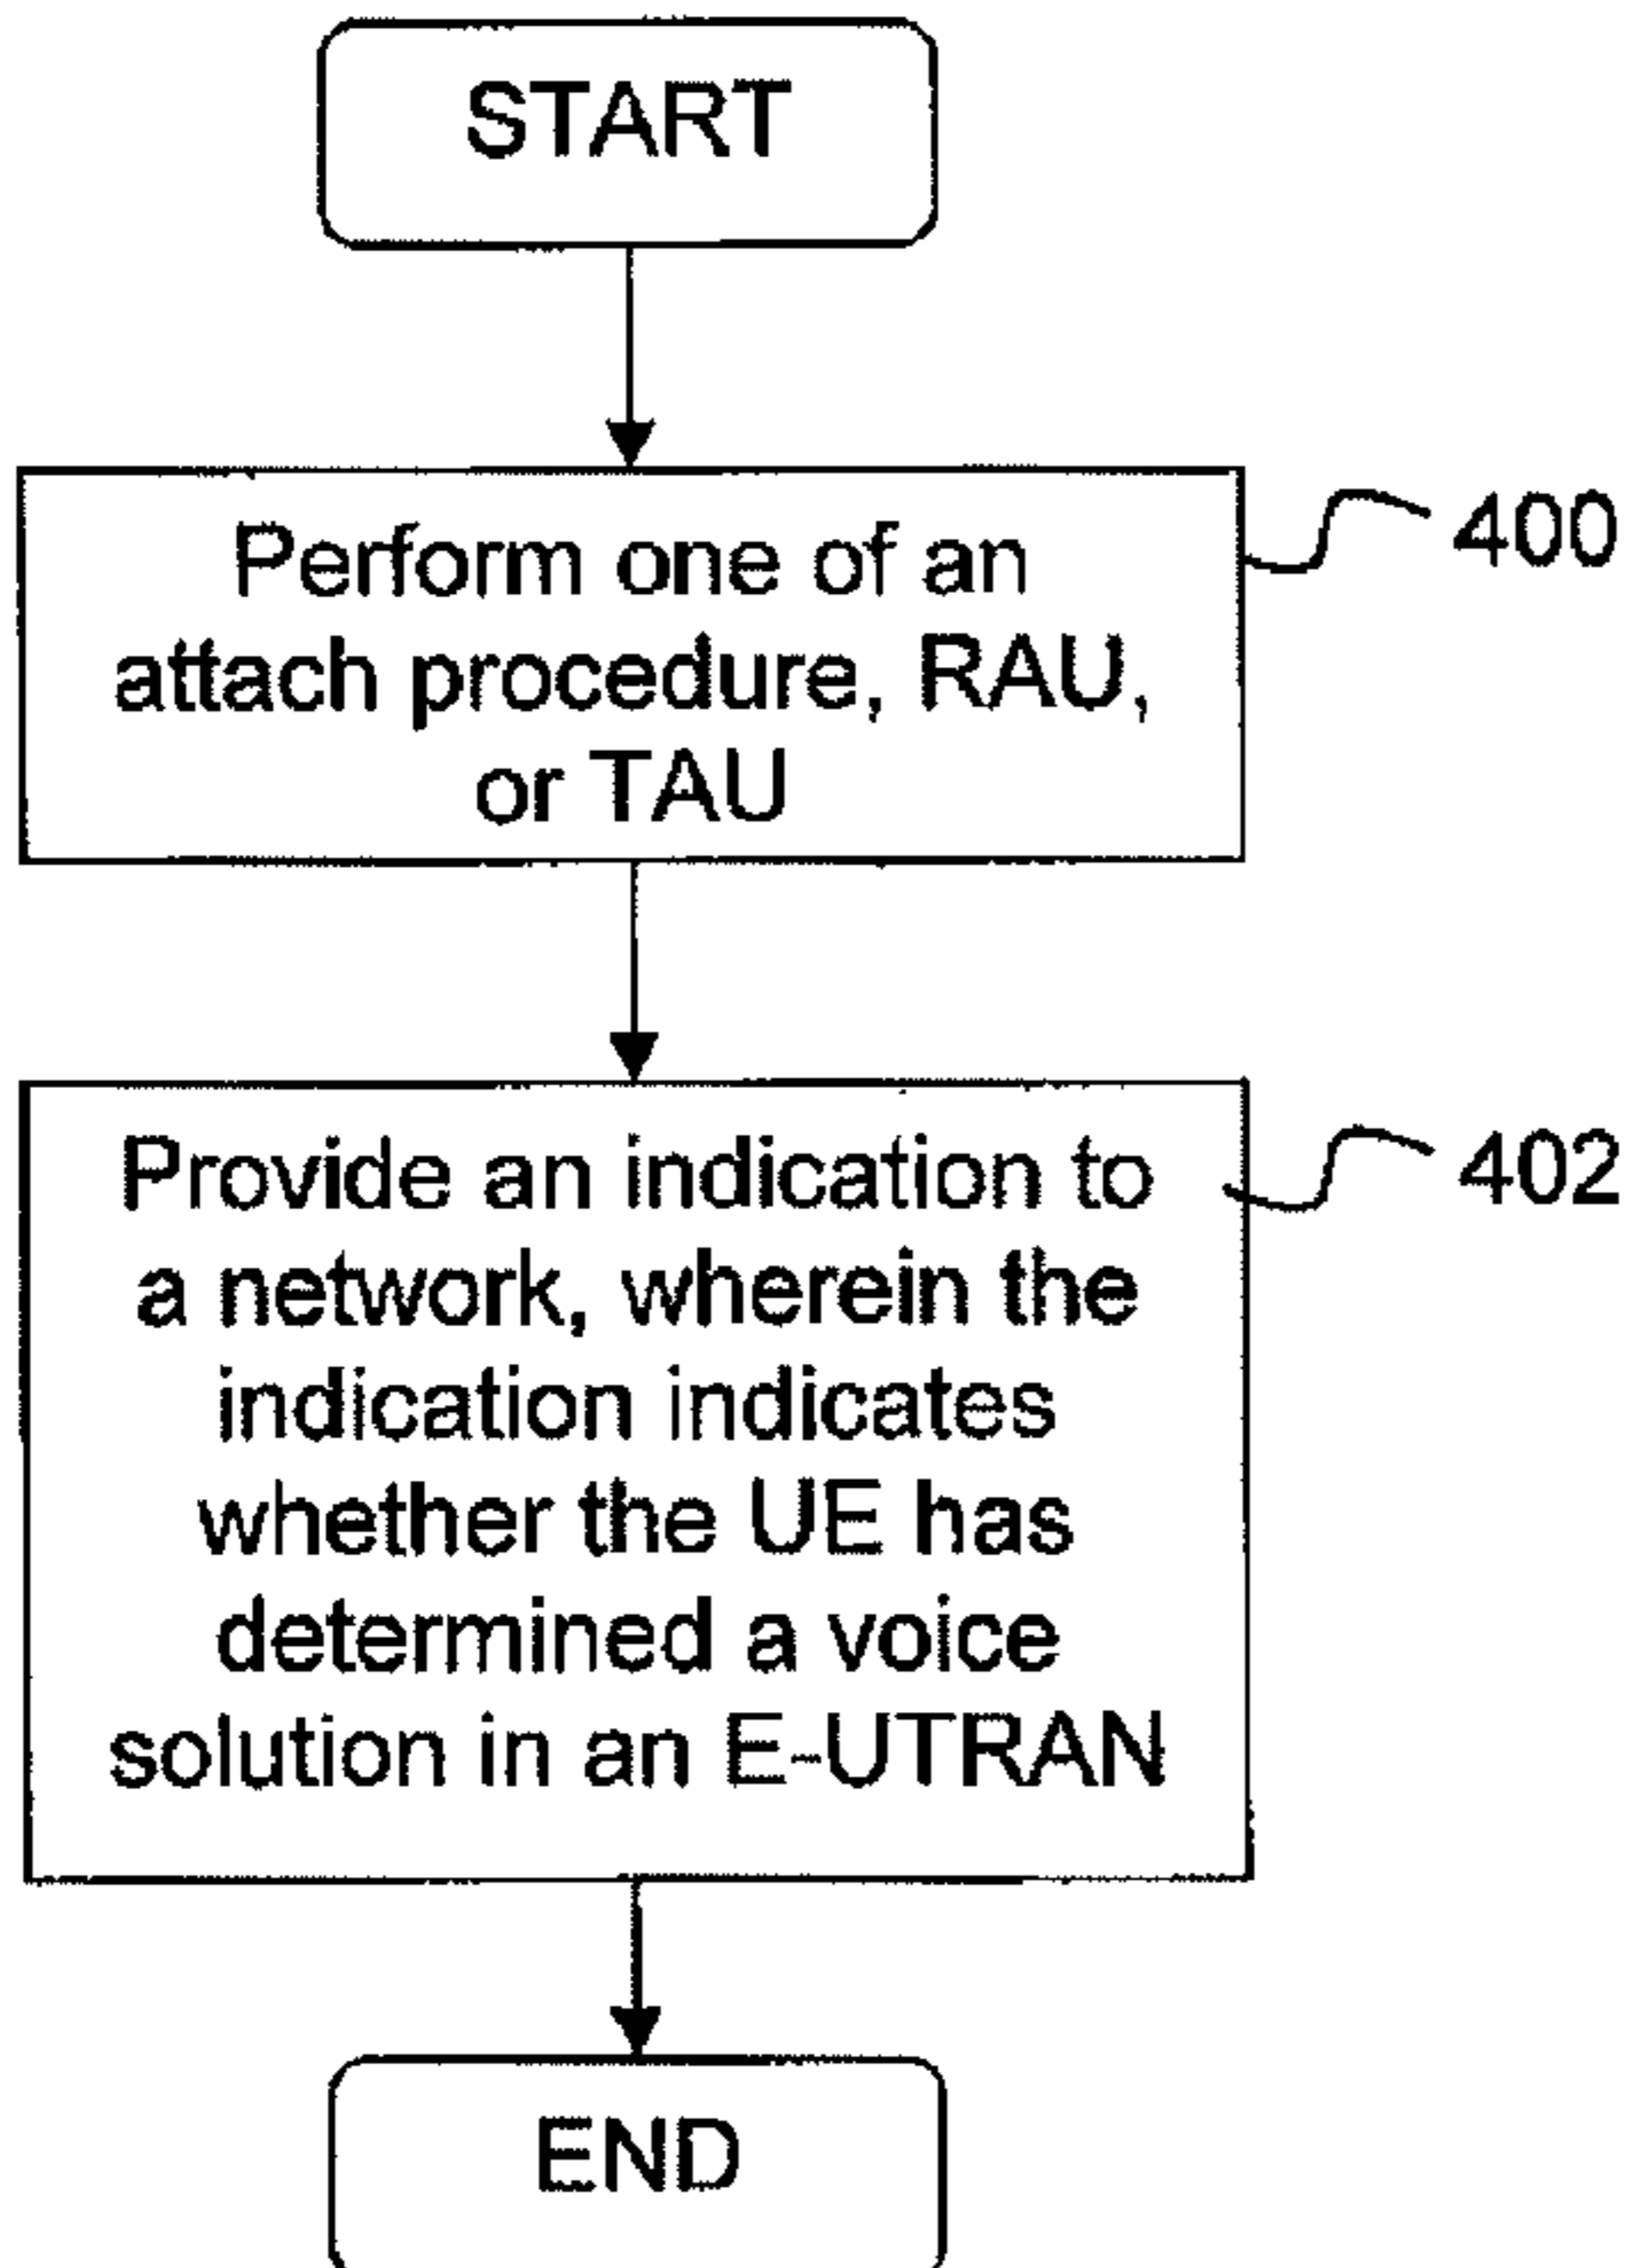 START
Perform one of an
attach procedure, RAU,
or TAU
400
Provide an indication to
a network, wherein the
indication indicates
whether the UE has
determined a voice
solution in an E-UTRAN
402
END